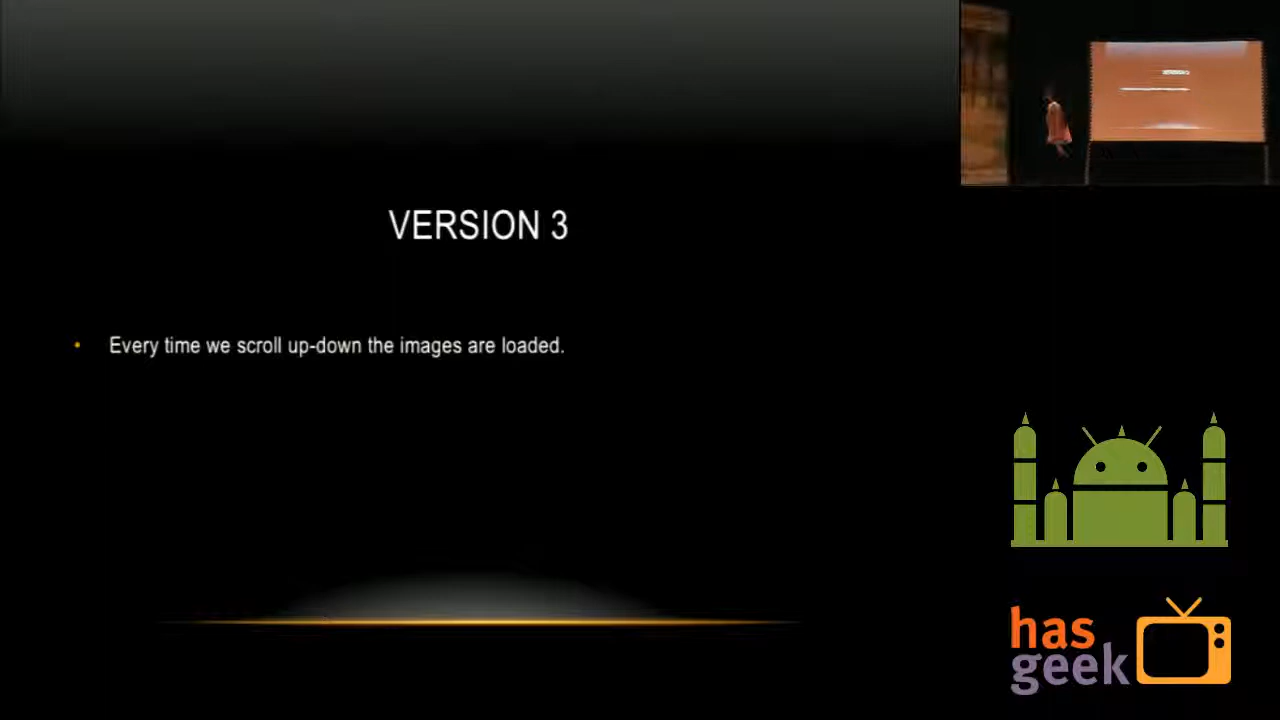 VERSION 3
• Every time we scroll up-down the images are loaded.
has
geek